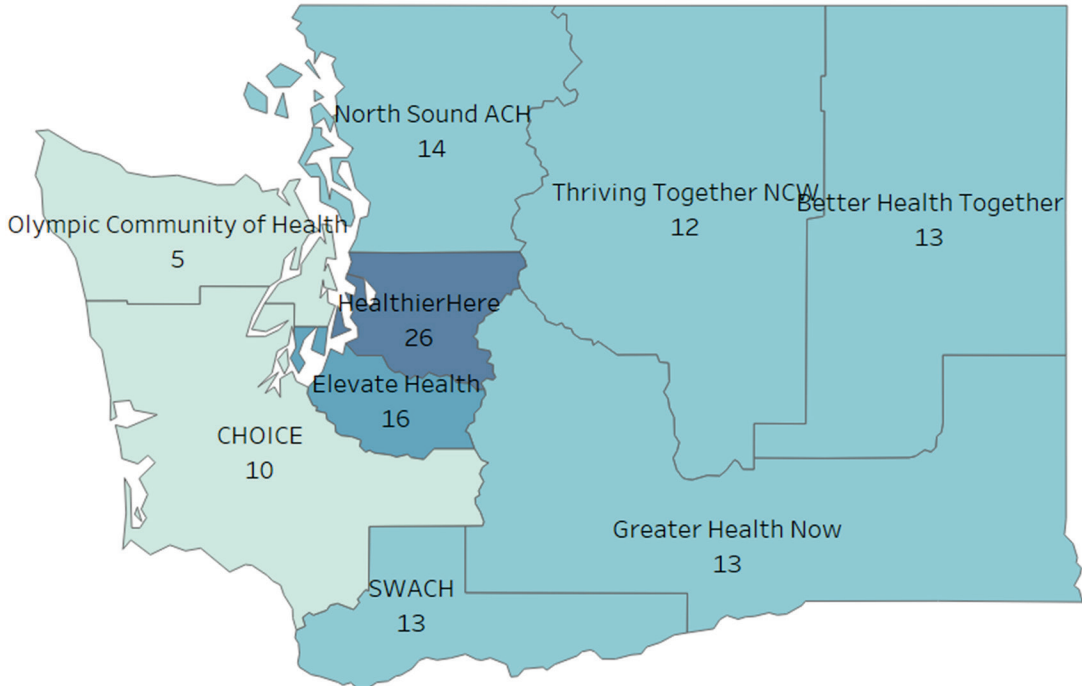 North Sound ACH
14
Thriving Together NCW
12
Better Health Together
13
Olympic Community of Health
5
HealthierHere
26
Elevate Health
16
CHOICE
10
Greater Health Now
13
SWACH
13